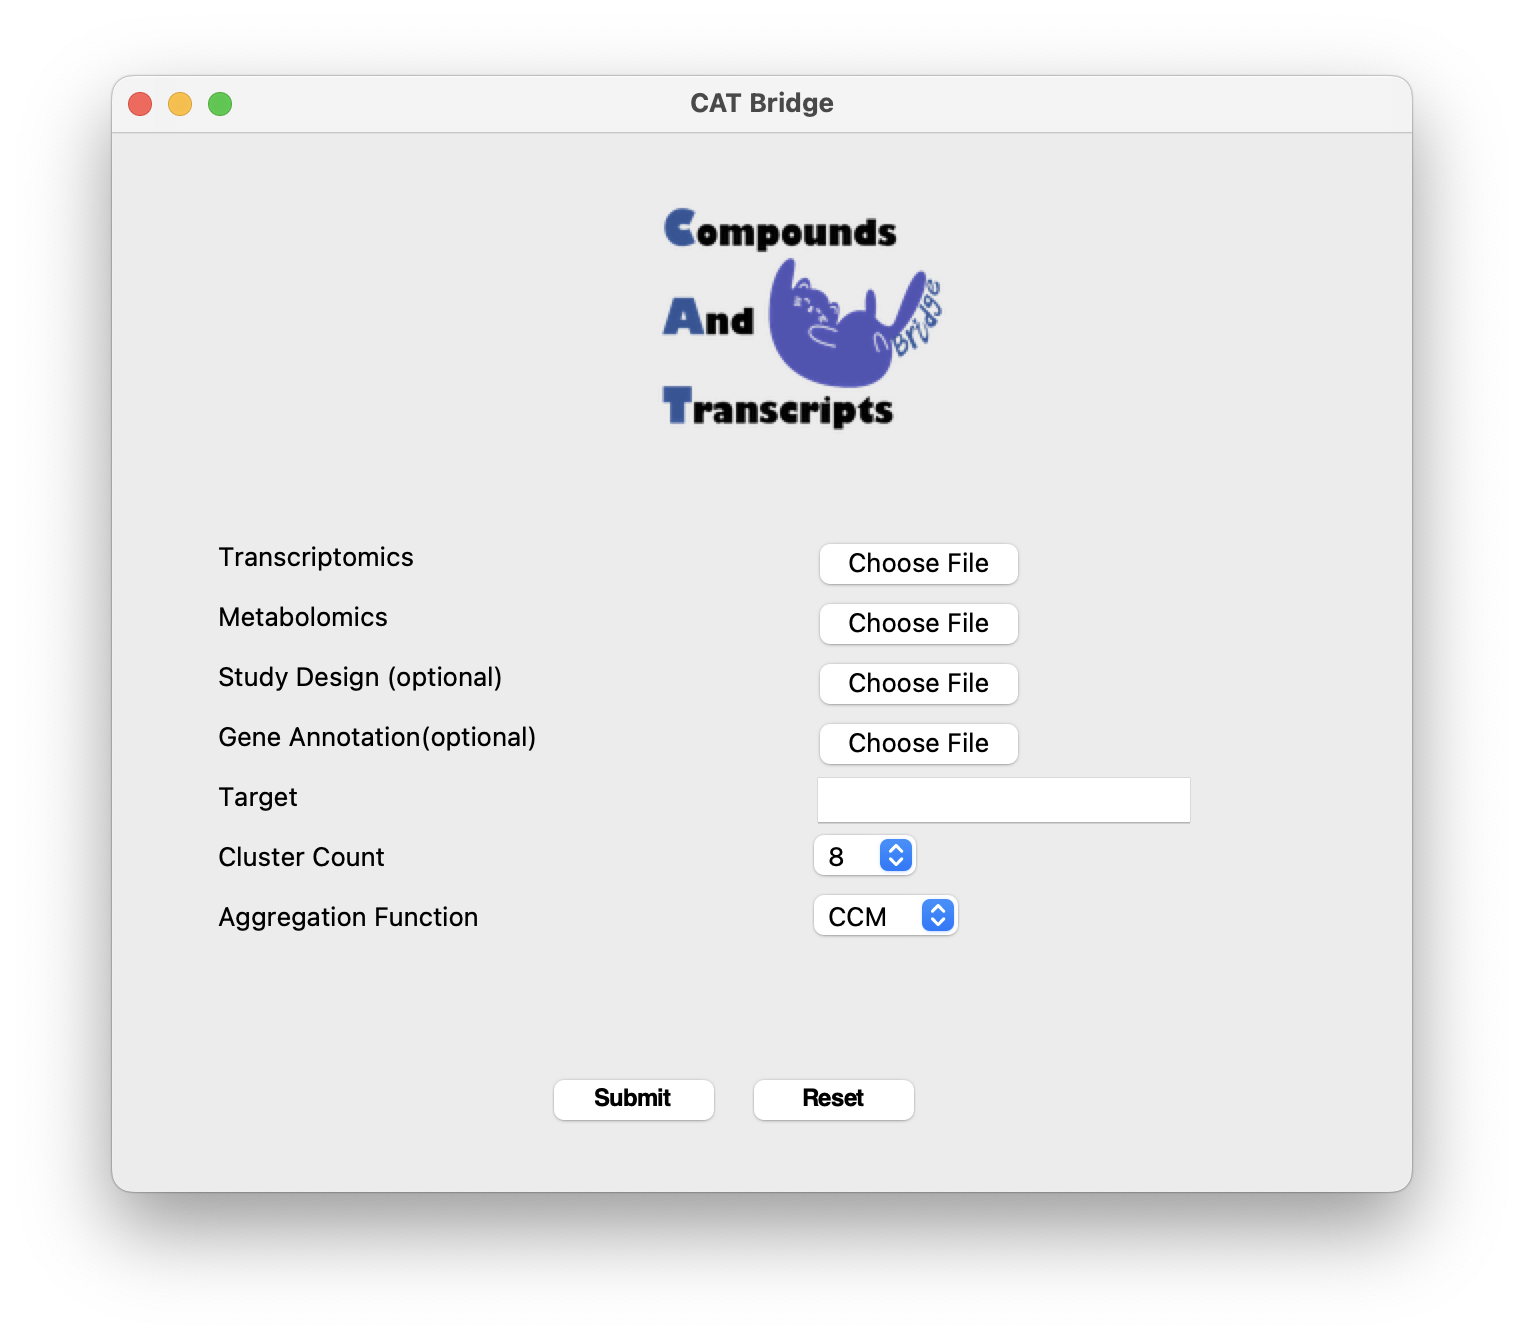 CAT Bridge
Compounds
And
Bridge
Transcripts
Transcriptomics
Choose File
Metabolomics
Choose File
Study Design (optional)
Choose File
Gene Annotation(optional)
Choose File
Target
Cluster Count
8
Aggregation Function
CCM
Submit
Reset